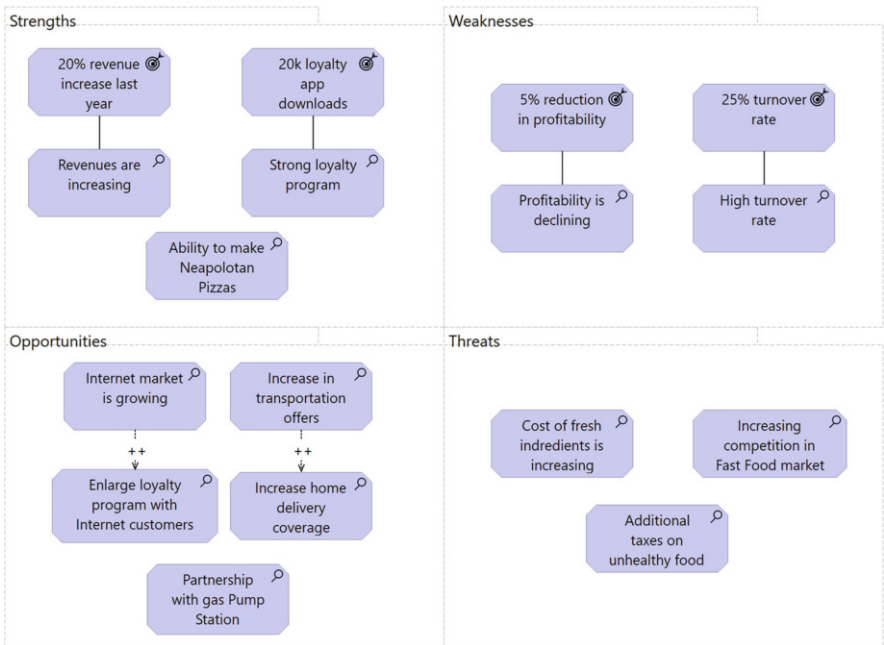 Strengths
20% revenue
increase last
year
20k loyalty
app
downloads
Revenues are
increasing
Strong loyalty
program
Ability to make
Neapolotan
Pizzas
Weaknesses
5% reduction
in profitability
25% turnover
rate
Profitability is
declining
High turnover
rate
Opportunities
Internet market
is growing
Increase in
transportation
offers
++
++
Enlarge loyalty
program with
Internet customers
Increase home
delivery
coverage
Partnership
with gas Pump
Station
Threats
Cost of fresh
indredients is
increasing
Increasing
competition in
Fast Food market
Additional
taxes on
unhealthy food